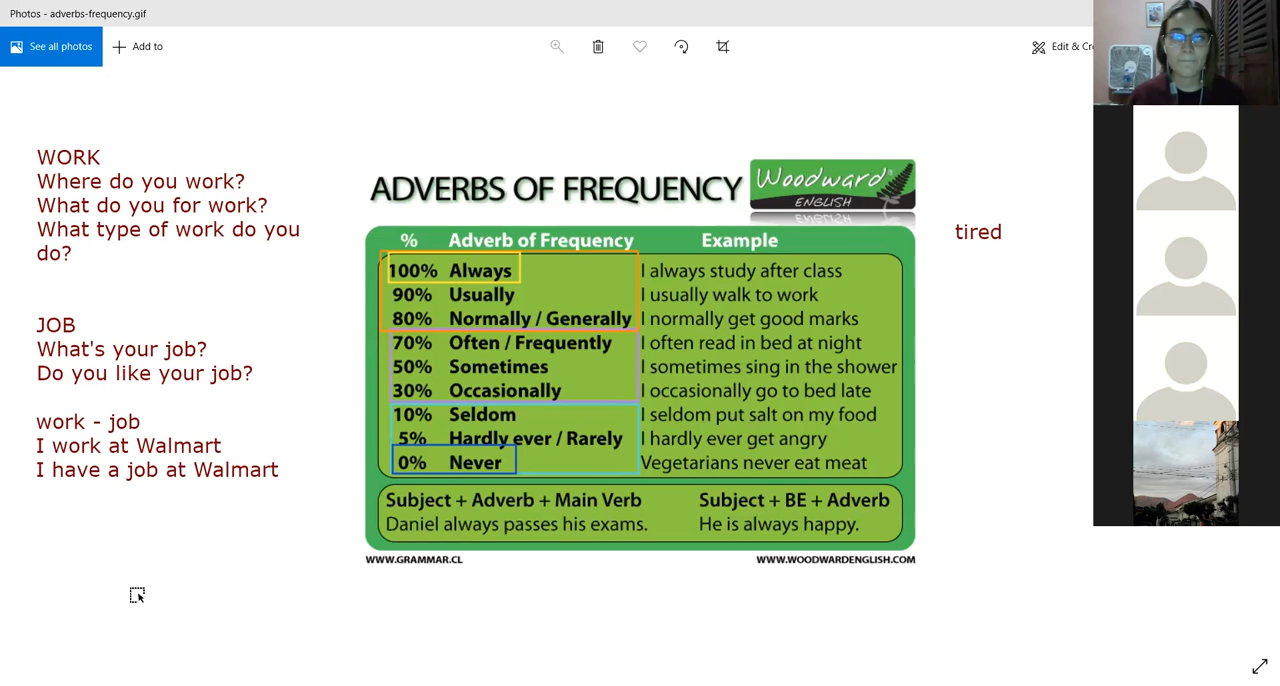 Photos - adverbs-frequency.gif
See all photos
Add to
Edit & Cr
WORK
Where do you work?
What do you for work?
What type of work do you
do?
JOB
What's your job?
Do you like your job?
work - job
I work at Walmart
I have a job at Walmart
ADVERBS OF FREQUENCY
Woodward
ENGLISH
% Adverb of Frequency Example
100% Always I always study after class
90% Usually I usually walk to work
80% Normally / Generally I normally get good marks
70% Often / Frequently I often read in bed at night
50% Sometimes I sometimes sing in the shower
30% Occasionally I occasionally go to bed late
10% Seldom I seldom put salt on my food
5% Hardly ever / Rarely I hardly ever get angry
0% Never Vegetarians never eat meat
Subject + Adverb + Main Verb Subject + BE + Adverb
Daniel always passes his exams. He is always happy.
WWW.GRAMMAR.CL WWW.WOODWARDENGLISH.COM
tired